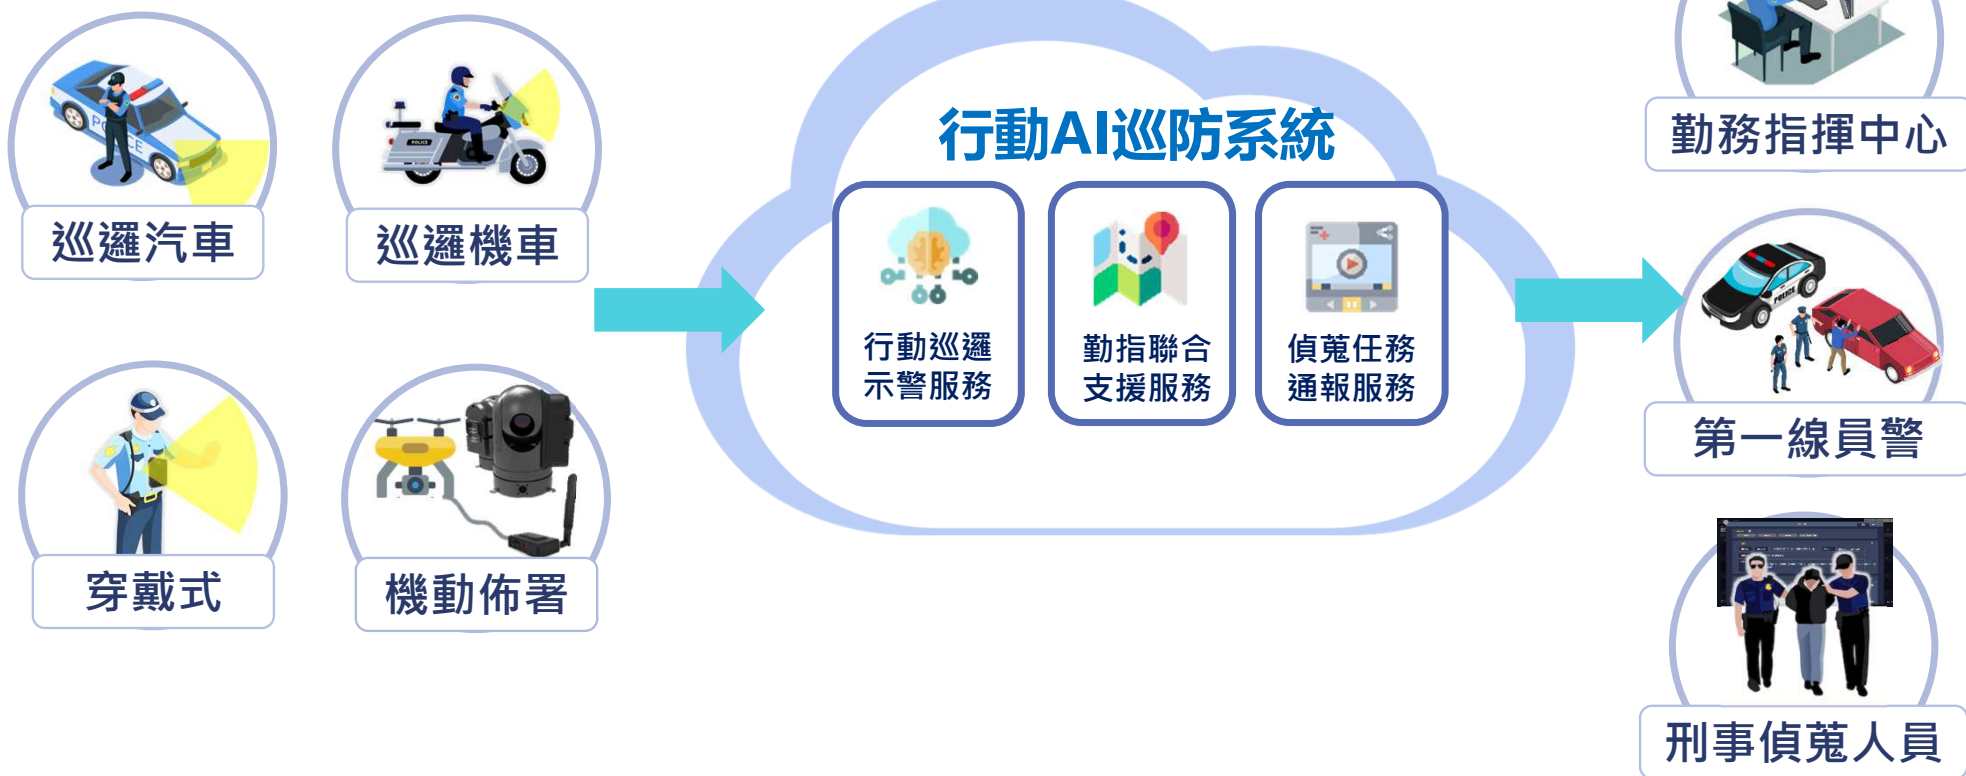 巡邏汽車
巡邏機車
穿戴式
機動佈署
行動AI巡防系統
行動巡邏
示警服務
勤指聯合
支援服務
偵蒐任務
通報服務
勤務指揮中心
第一線員警
刑事偵蒐人員
POLICE
POLICE
POLICE